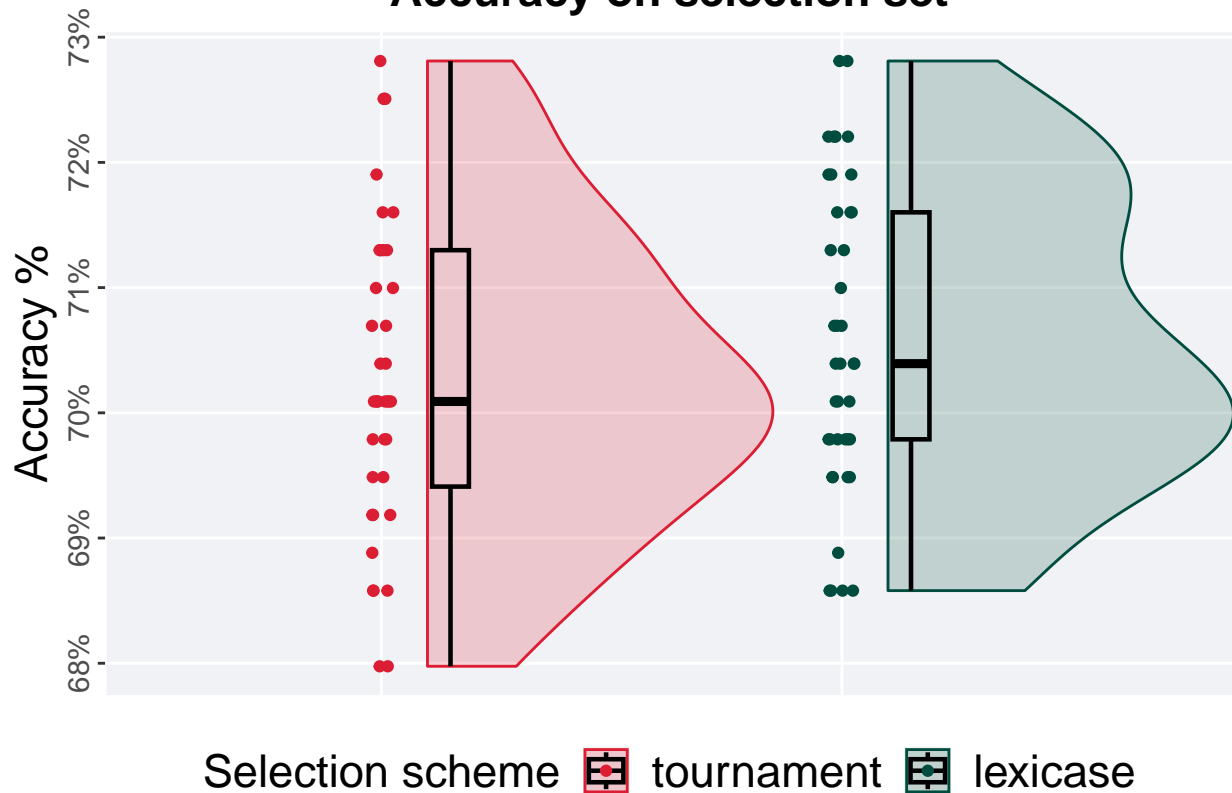 Accuracy on selection set
73%
72%
71%
70%
69%
68%
Accuracy %
Selection scheme tournament lexicase